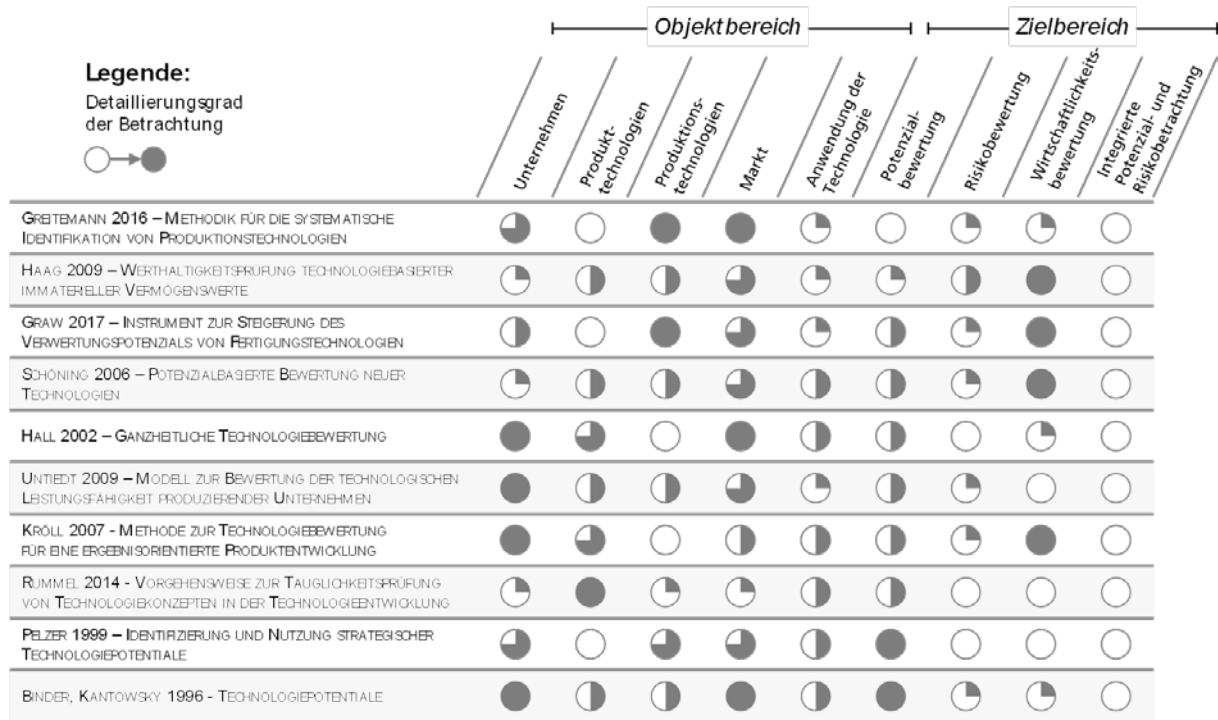 Objektbereich
Zielbereich
Legende:
Detaillierungsgrad
der Betrachtung
Unternehmen
Produkt-
technologien
Produktions-
technologien
Markt
Anwendung der
Technologie
Potenzial-
bewertung
Risikobewertung
Wirtschaftlichkeits-
bewertung
Integrierte
Potenzial- und
Risikobetrachtung
GREITEMANN 2016 – METHODIK FÜR DIE SYSTEMATISCHE
IDENTIFIKATION VON PRODUKTIONSTECHNOLOGIEN
HAAG 2009 – WERTHALTIGKEITSPRÜFUNG TECHNOLOGIEBASIERTER
IMMATERIELLER VERMÖGENSWERTE
GRAW 2017 – INSTRUMENT ZUR STEIGERUNG DES
VERWERTUNGSPOTENZIALS VON FERTIGUNGSTECHNOLOGIEN
SCHÖNING 2006 – POTENZIALBASIERTE BEWERTUNG NEUER
TECHNOLOGIEN
HALL 2002 – GANZHEITLICHE TECHNOLOGIEBEWERTUNG
UNTIEDT 2009 – MODELL ZUR BEWERTUNG DER TECHNOLOGISCHEN
LEISTUNGSFÄHIGKEIT PRODUZIERENDER UNTERNEHMEN
KRÖLL 2007 - METHODE ZUR TECHNOLOGIEBEWERTUNG
FÜR EINE ERGEBNISORIENTIERTE PRODUKTENTWICKLUNG
RUMMEL 2014 - VORGEHENSWEISE ZUR TAUGLICHKEITSPRÜFUNG
VON TECHNOLOGIEKONZEPTEN IN DER TECHNOLOGIEENTWICKLUNG
PELZER 1999 – IDENTIFIZIERUNG UND NUTZUNG STRATEGISCHER
TECHNOLOGIEPOTENTIALE
BINDER, KANTOWSKY 1996 - TECHNOLOGIEPOTENTIALE